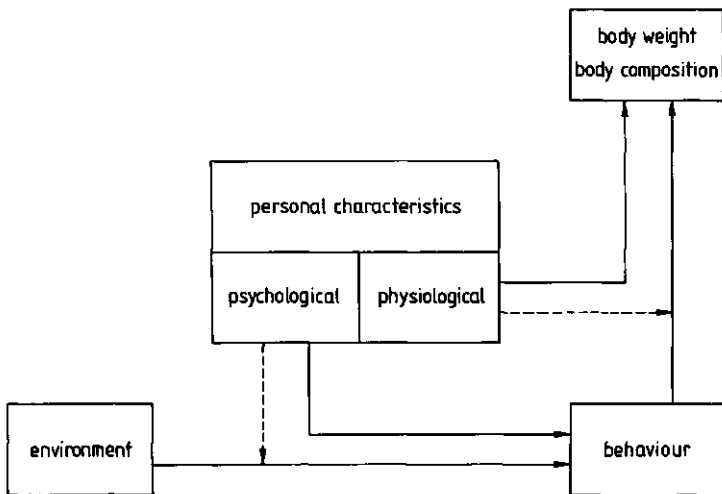 body weight
body composition
personal characteristics
psychological
physiological
environment
behaviour